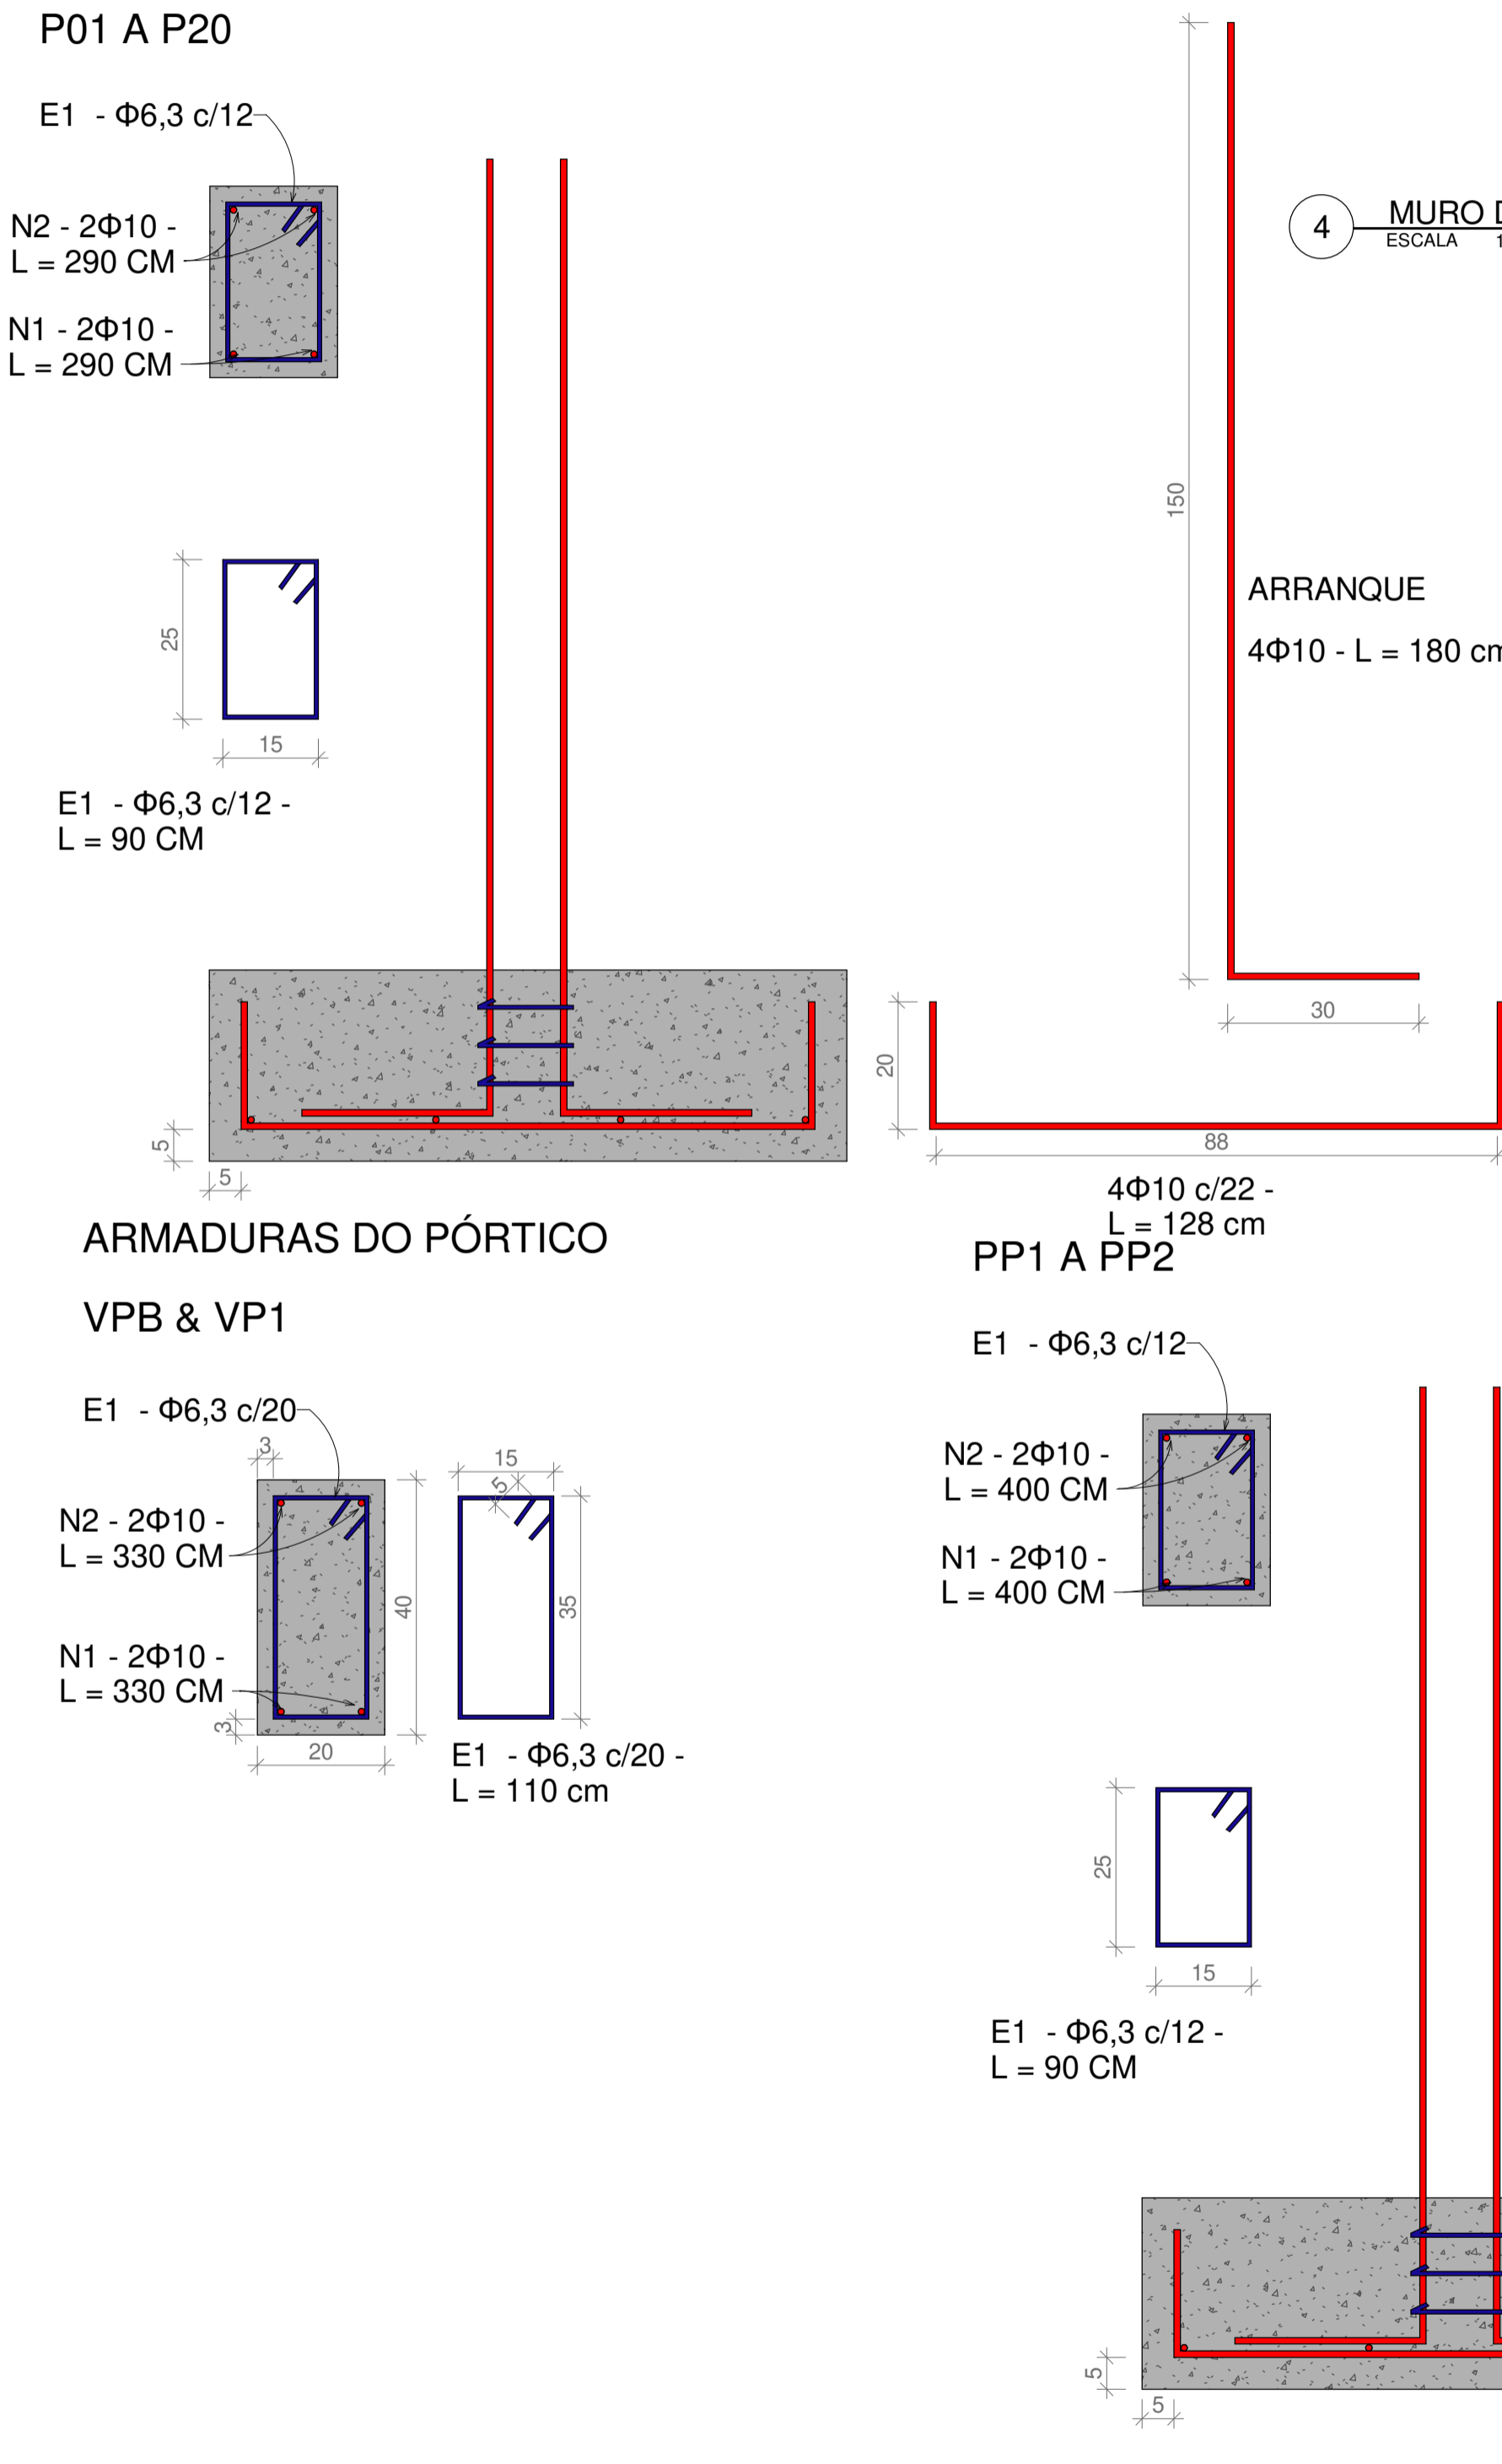 P01 A P20
E1 - Φ6,3 c/12
N2 - 2Φ10 -
L = 290 CM
N1 - 2Φ10 -
L = 290 CM
25
15
E1 - Φ6,3 c/12 -
L = 90 CM
5
5
150
4
MURO
ESCALA 1
ARRANQUE
4Φ10 - L = 180 cm
30
20
88
4Φ10 c/22 -
L = 128 cm
ARMADURAS DO PÓRTICO
VPB & VP1
E1 - Φ6,3 c/20
3
N2 - 2Φ10 -
L = 330 CM
N1 - 2Φ10 -
L = 330 CM
3
20
40
15
5
35
E1 - Φ6,3 c/20 -
L = 110 cm
PP1 A PP2
E1 - Φ6,3 c/12
N2 - 2Φ10 -
L = 400 CM
N1 - 2Φ10 -
L = 400 CM
25
15
E1 - Φ6,3 c/12 -
L = 90 CM
5
5